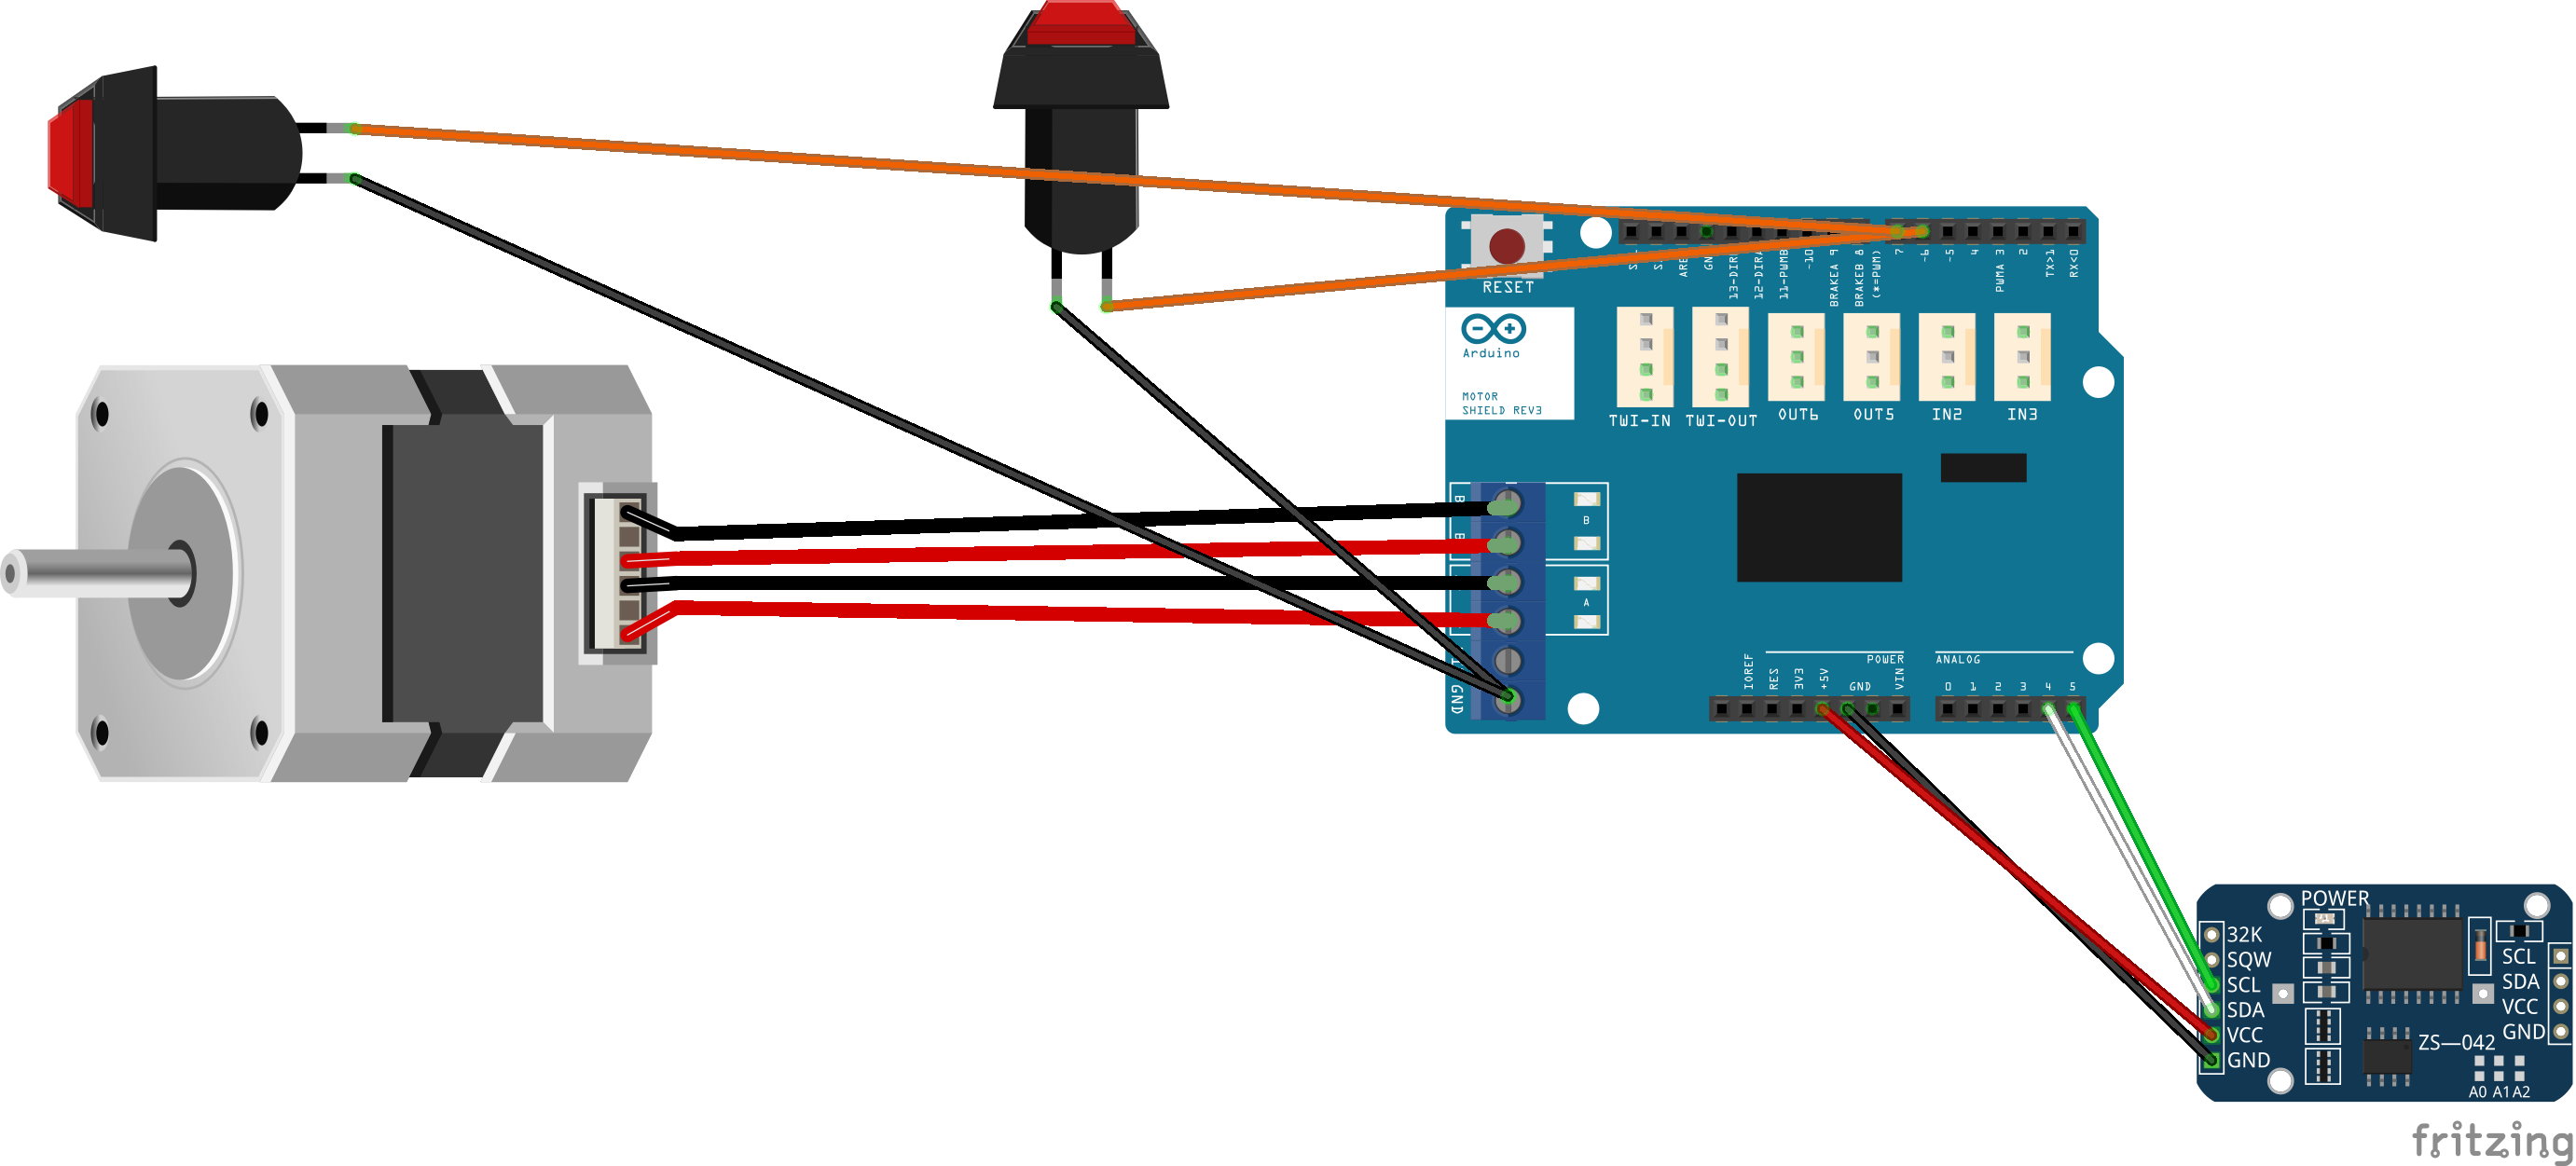 RESET
Arduino
MOTOR
SHIELD REV3
13-DIRB
12-DIRA
11-PWMB
~10
BRAKEA 9
BRAKEB 8
(*=PWM)
7
~6
~5
4
PWMA 3
2
TX>1
RX<0
TWI-IN
TWI-OUT
OUT6
OUT5
IN2
IN3
B
A
GND
IOREF
RES
3V3
+5V
GND
VIN
POWER
ANALOG
0
1
2
3
4
5
POWER
32K
SQW
SCL
SDA
VCC
GND
SCL
SDA
VCC
GND
ZS—042
A0 A1 A2
fritzing